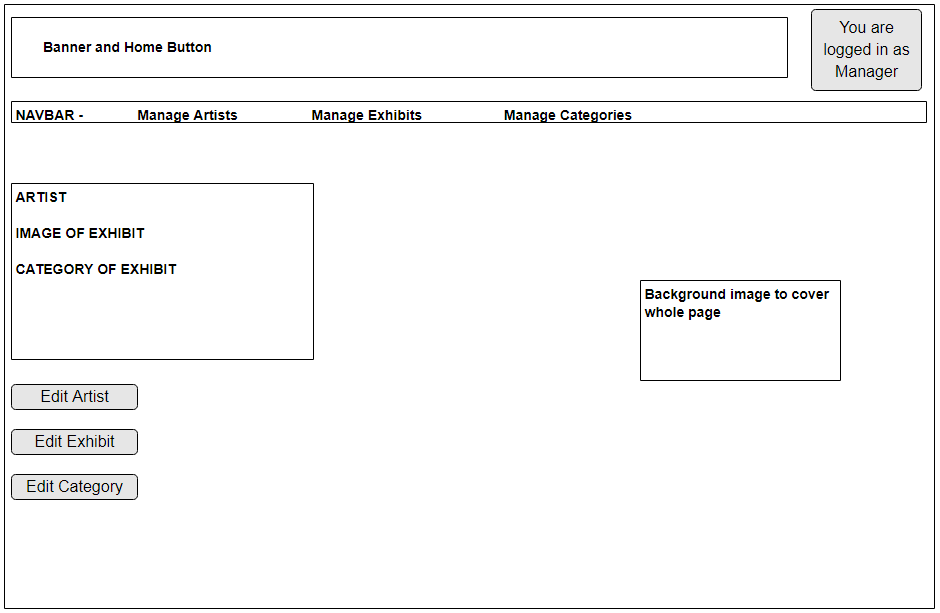 Banner and Home Button
You are
logged in as
Manager
NAVBAR - Manage Artists Manage Exhibits Manage Categories
ARTIST
IMAGE OF EXHIBIT
CATEGORY OF EXHIBIT
Background image to cover
whole page
Edit Artist
Edit Exhibit
Edit Category